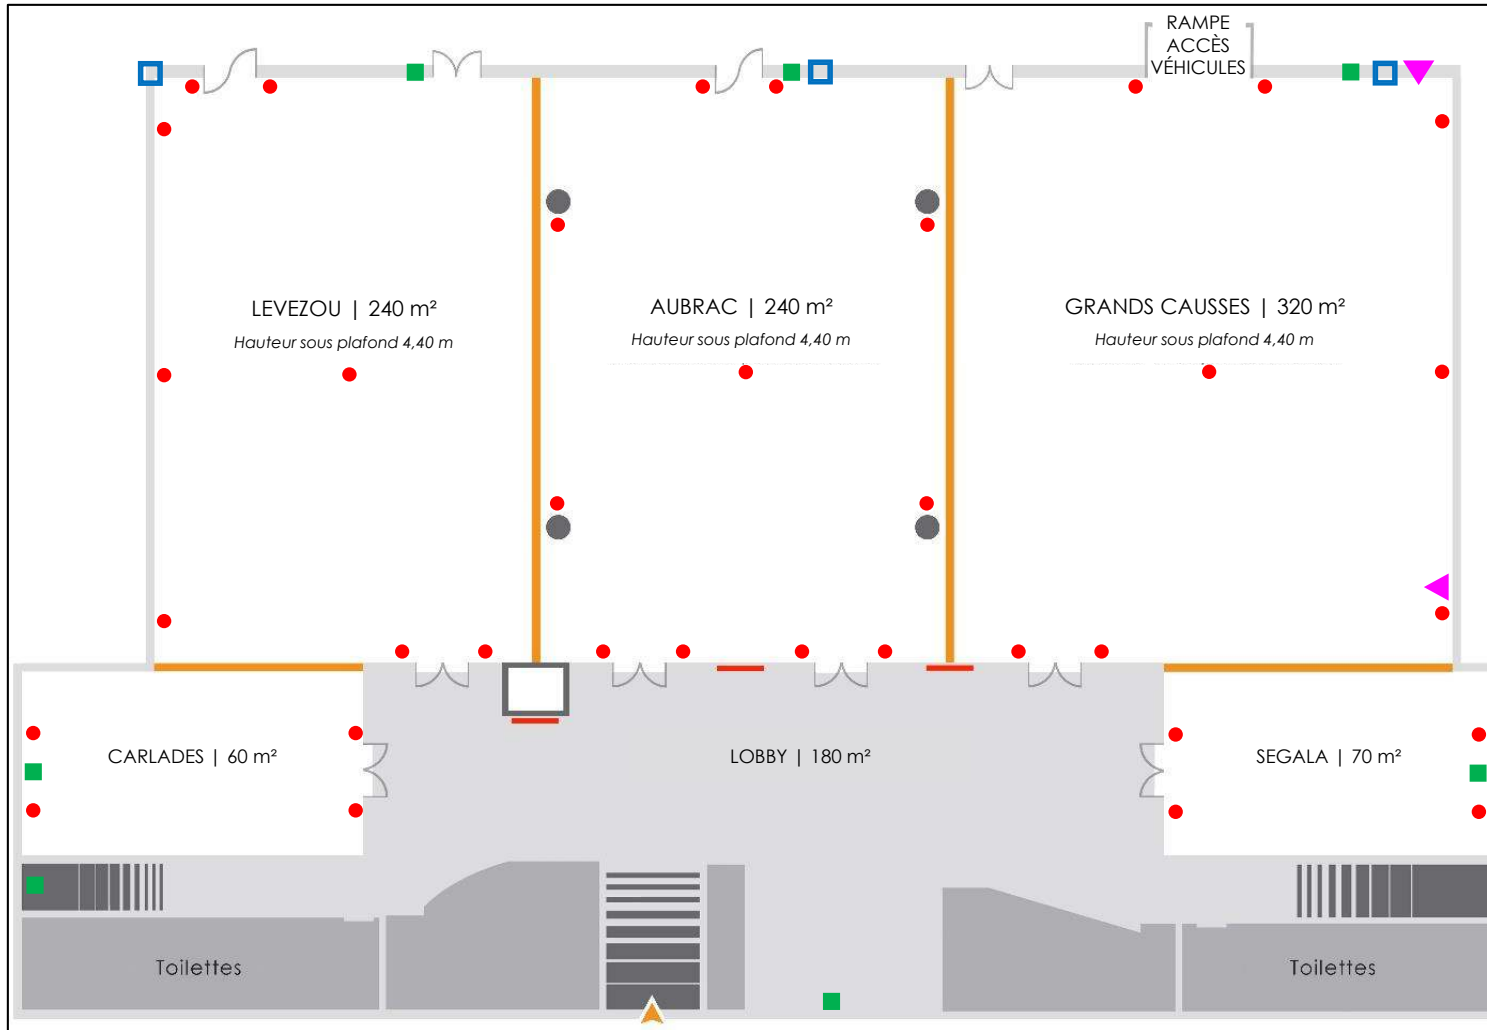 RAMPE
ACCÈS
VÉHICULES
LEVEZOU | 240 m²
Hauteur sous plafond 4,40 m
AUBRAC | 240 m²
Hauteur sous plafond 4,40 m
GRANDS CAUSSES | 320 m²
Hauteur sous plafond 4,40 m
CARLADES | 60 m²
LOBBY | 180 m²
SEGALA | 70 m²
Toilettes
Toilettes